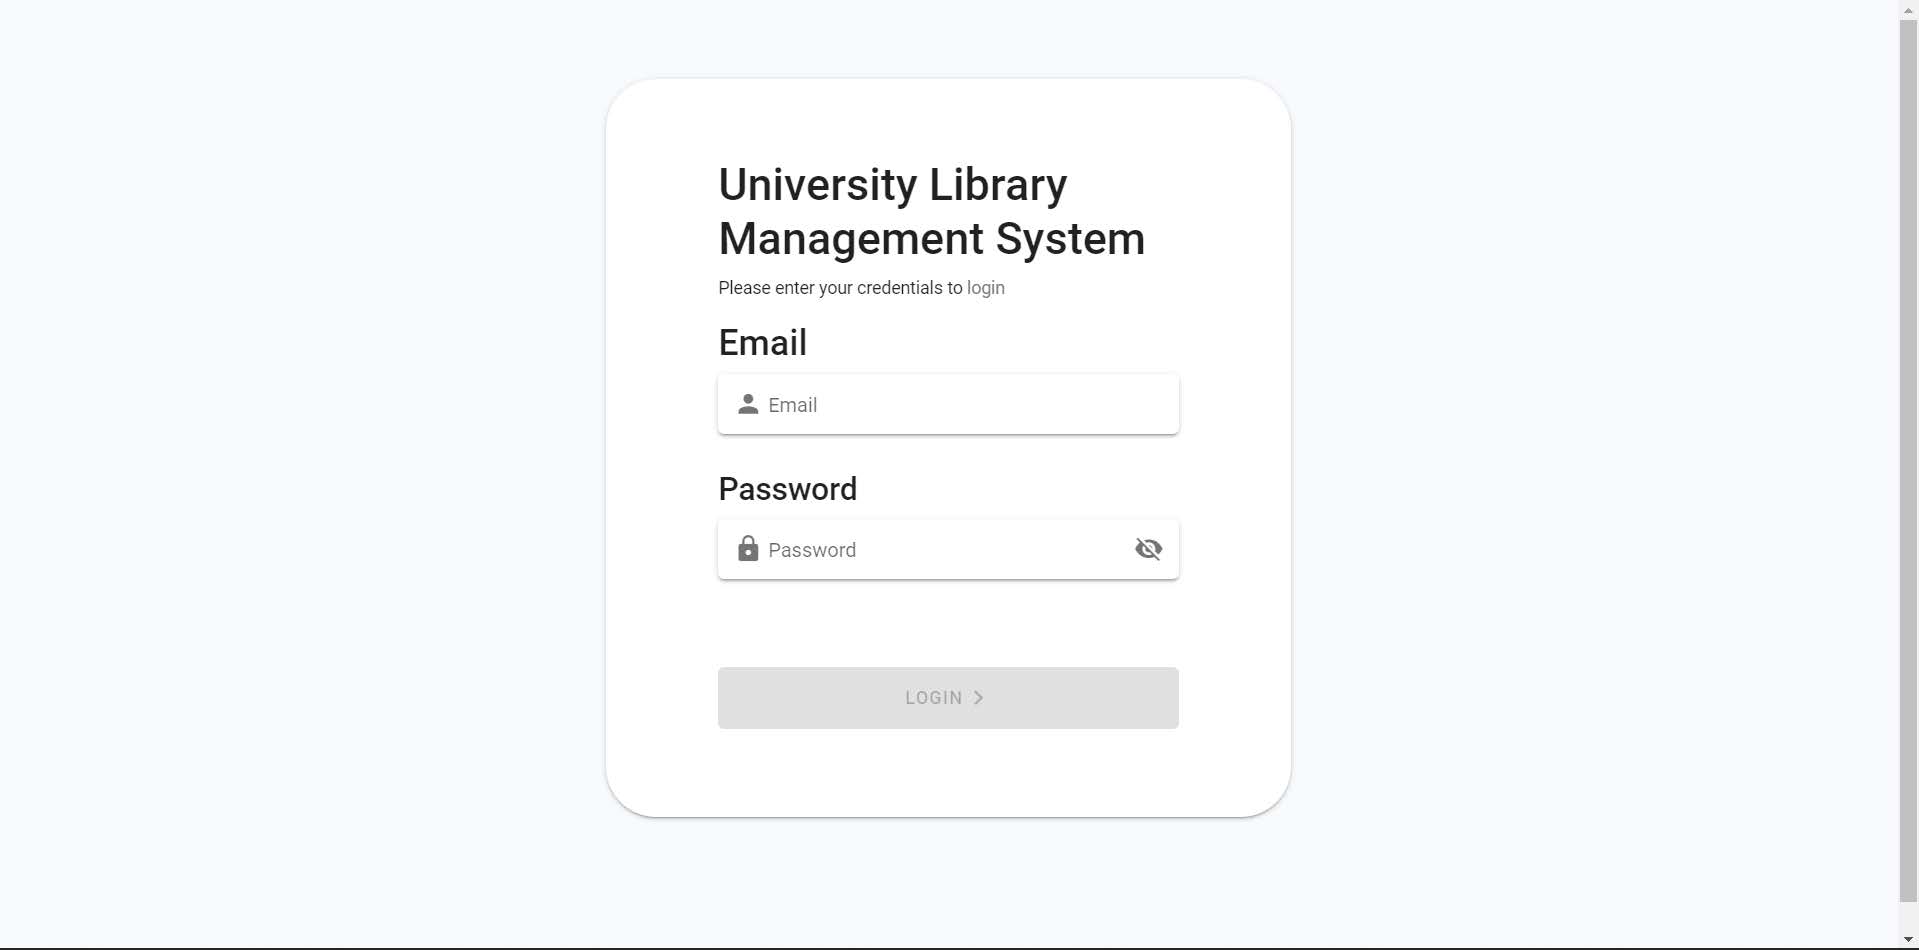 University Library
Management System
Please enter your credentials to login
Email
Email
Password
Password
LOGIN